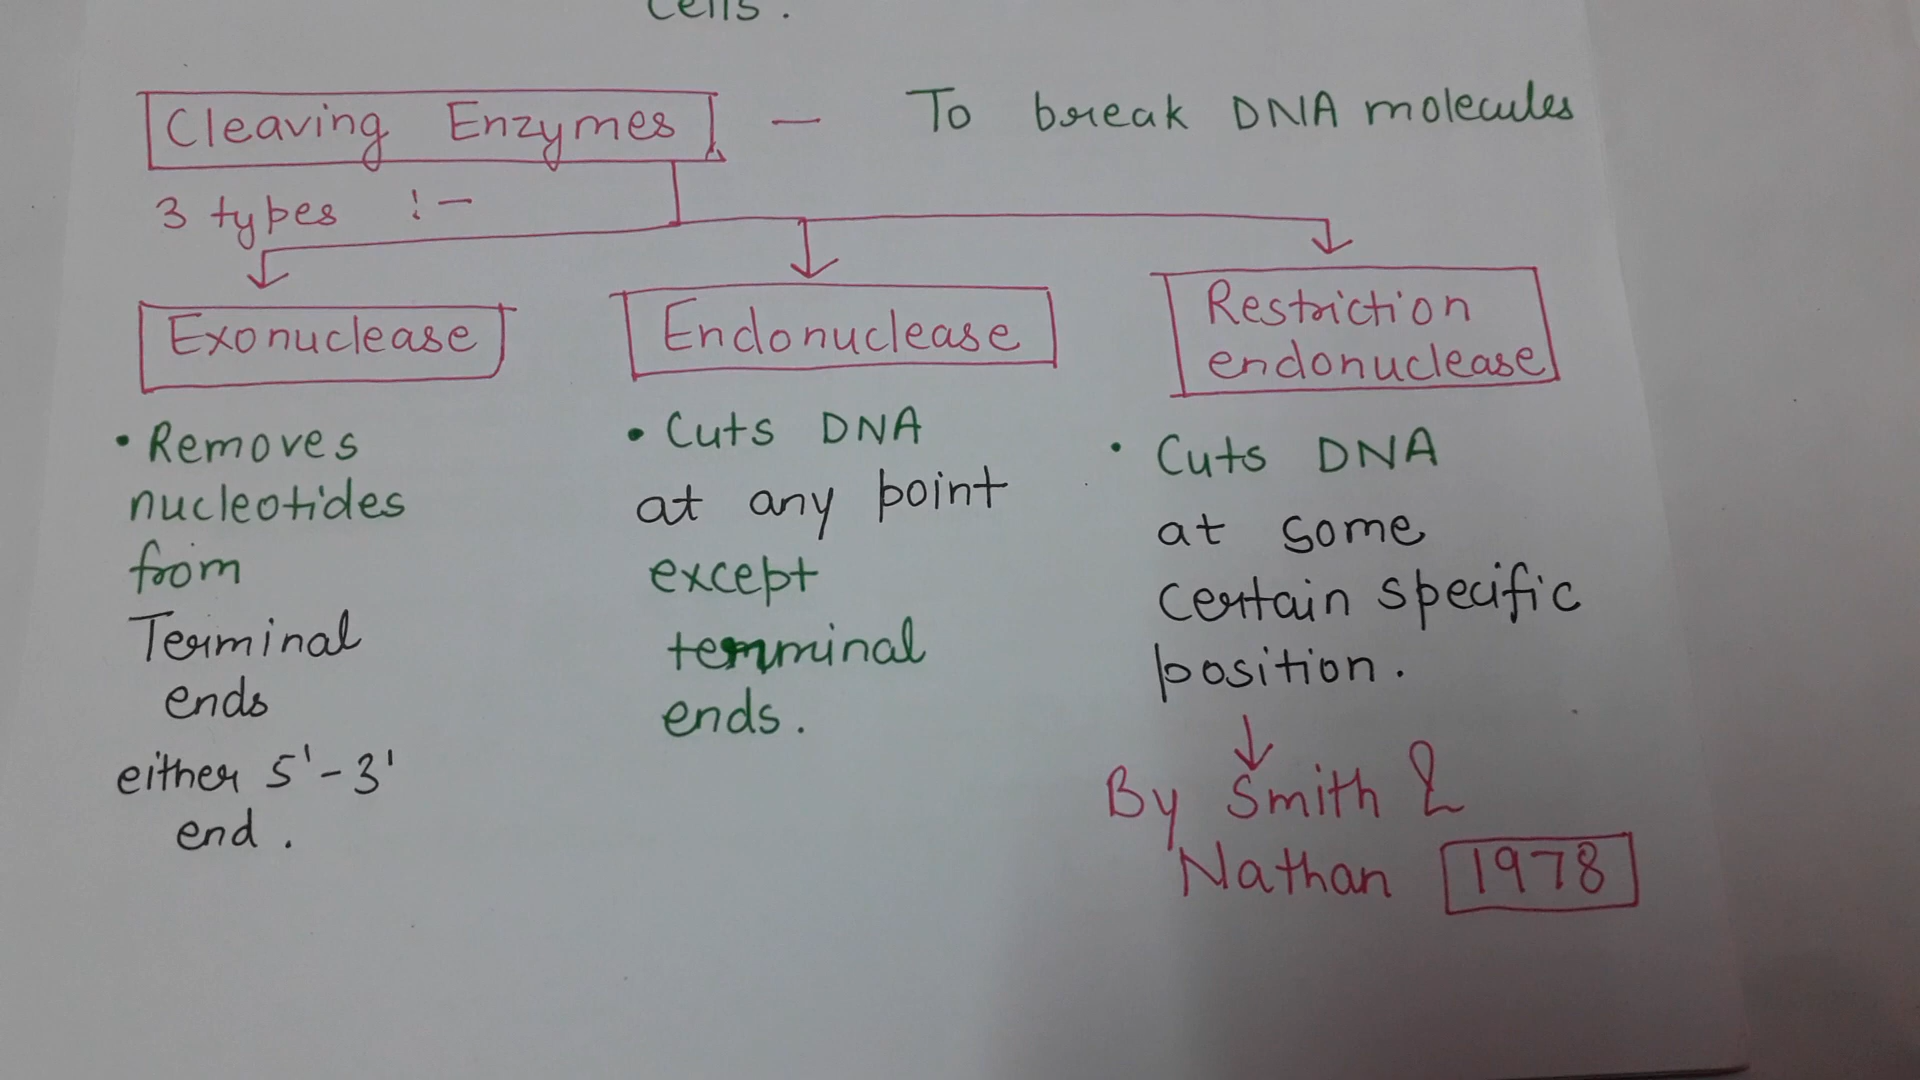 cells.
Cleaving Enzymes — To break DNA molecules
3 types :-
Exonuclease
• Removes
nucleotides
from
Terminal
ends
either 5'-3'
end.
Endonuclease
• Cuts DNA
at any point
except
terminal
ends.
Restriction
endonuclease
• Cuts DNA
at some
certain specific
position.
By Smith &
Nathan 1978